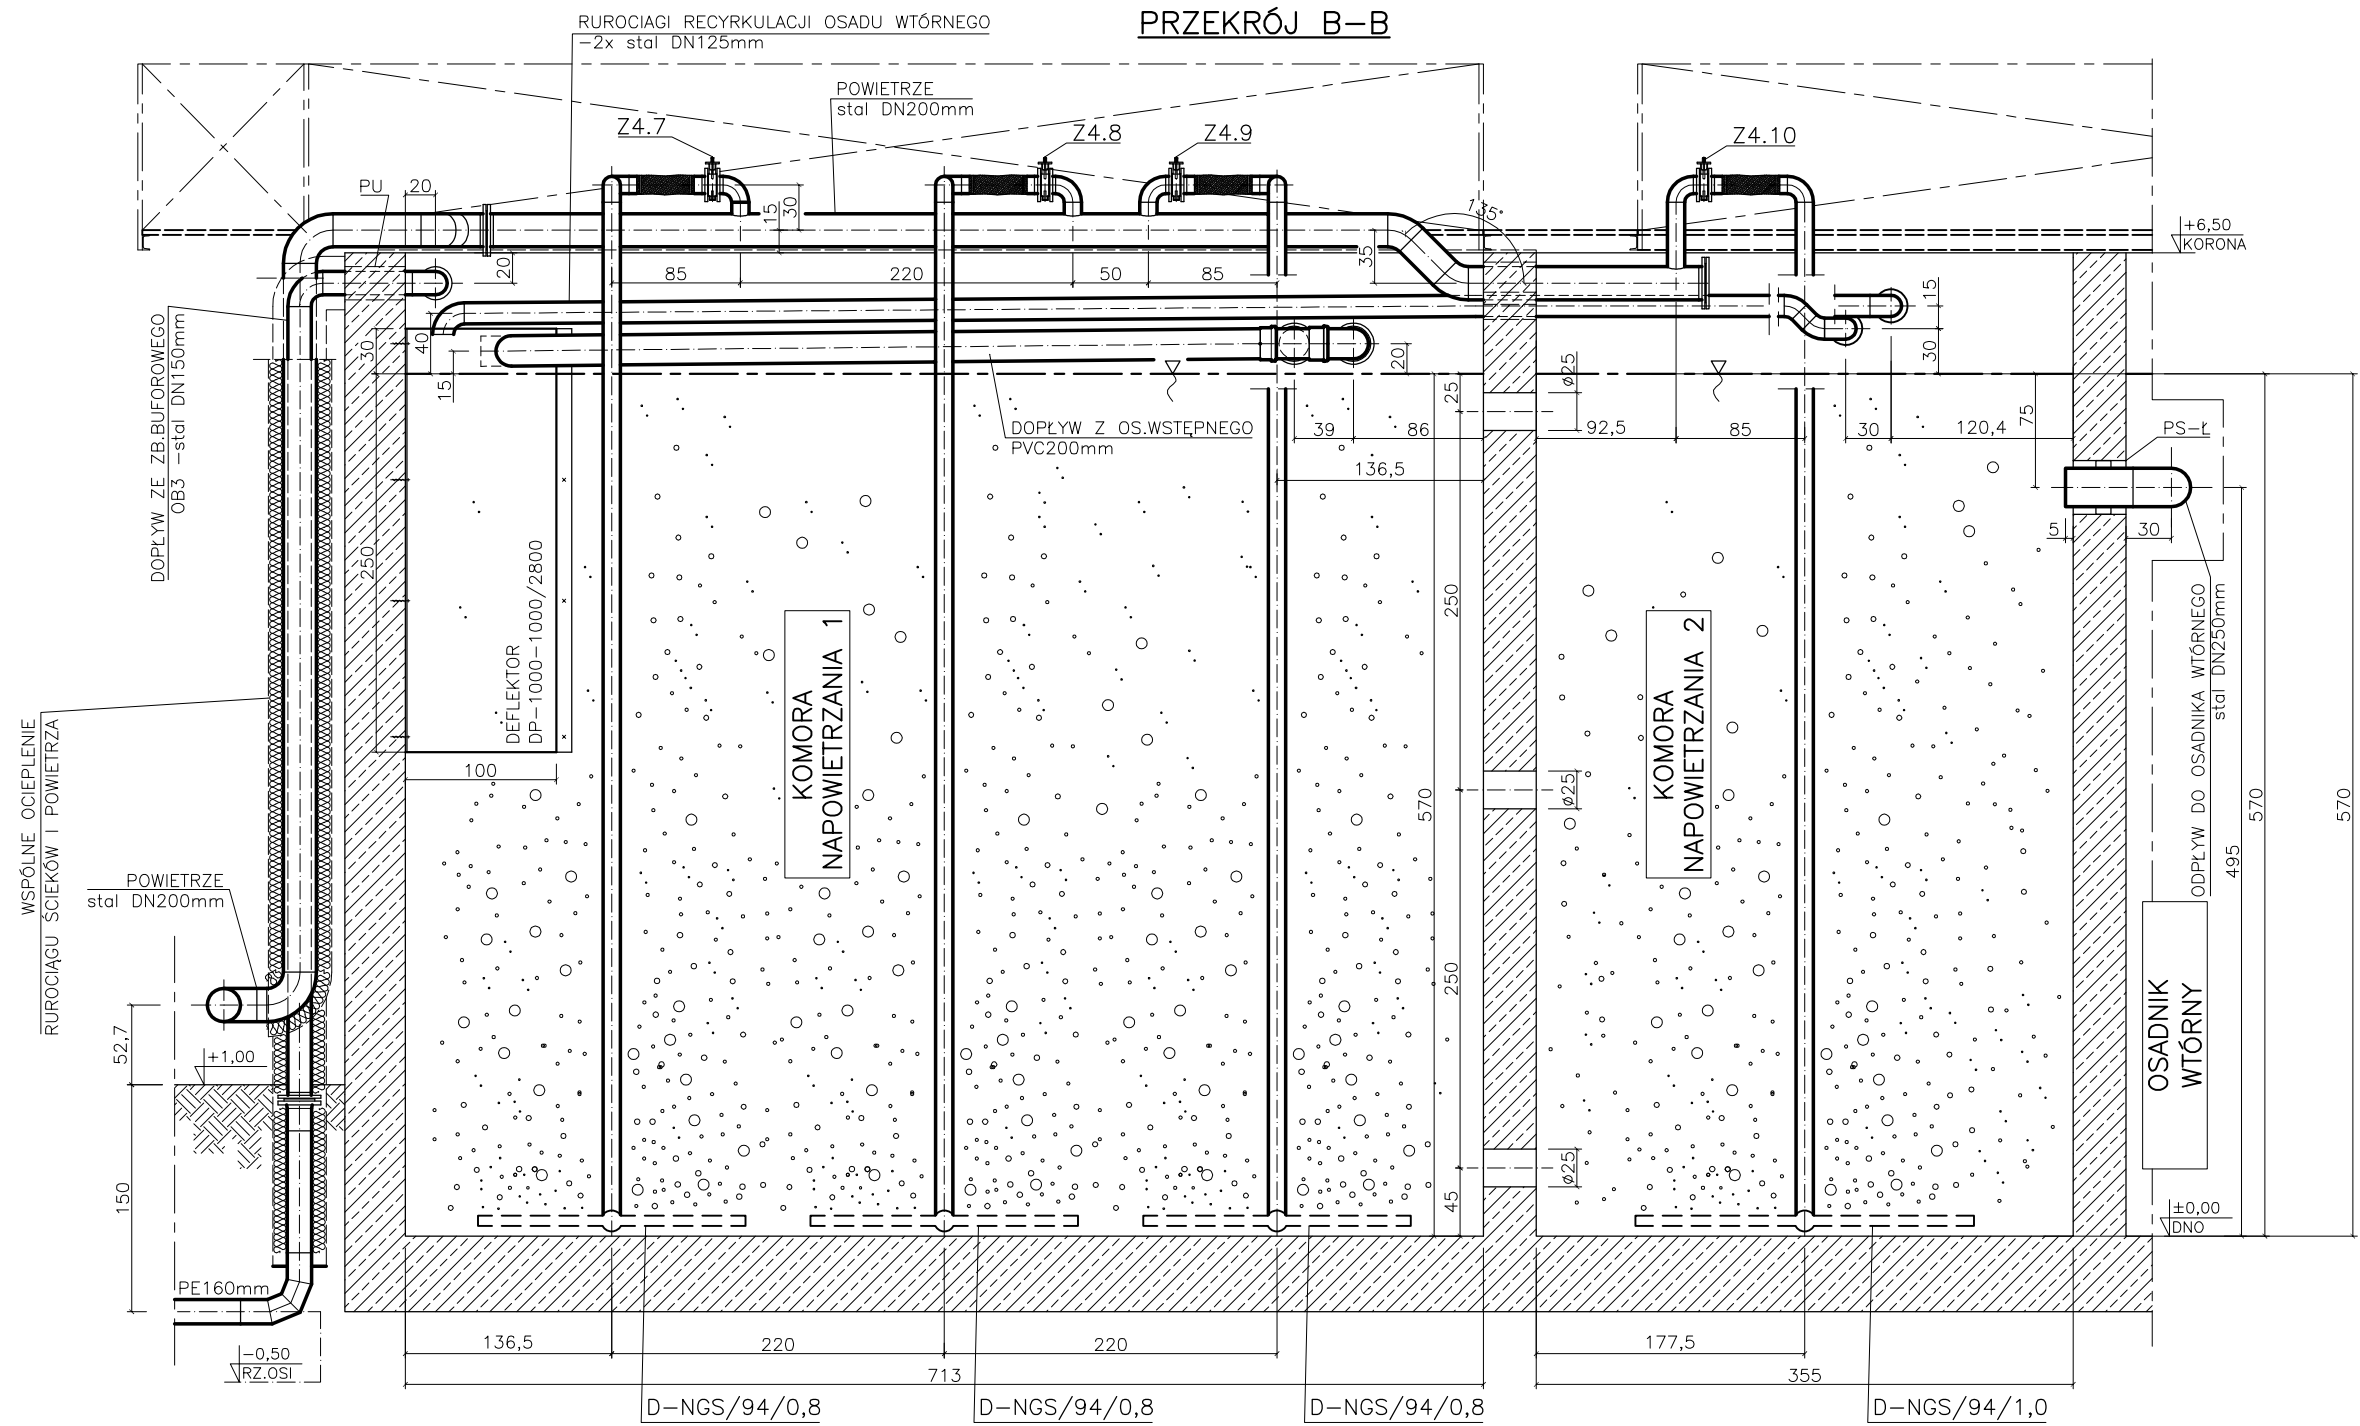 PRZEKRÓJ B–B
RUROCIAGI RECYRKULACJI OSADU WTÓRNEGO
–2x stal DN125mm
POWIETRZE
stal DN200mm
Z4.7
Z4.8
Z4.9
Z4.10
PU
20
15
30
135°
+6,50
KORONA
20
85
220
50
85
35
15
30
DOPŁYW ZE ZB.BUFOROWEGO
OB3 –stal DN150mm
30
40
15
20
25
ø25
DOPŁYW Z OS.WSTĘPNEGO
PVC200mm
39
86
136,5
92,5
85
30
120,4
75
PS–Ł
5
30
250
DEFLEKTOR
DP–1000–1000/2800
100
KOMORA
NAPOWIETRZANIA 1
250
ø25
570
KOMORA
NAPOWIETRZANIA 2
ODPŁYW DO OSADNIKA WTÓRNEGO
stal DN250mm
495
570
570
WSPÓLNE OCIEPLENIE
RUROCIĄGU ŚCIEKÓW I POWIETRZA
POWIETRZE
stal DN200mm
52,7
+1,00
150
250
ø25
45
OSADNIK
WTÓRNY
±0,00
DNO
PE160mm
–0,50
RZ.OSI
136,5
220
220
177,5
713
355
D–NGS/94/0,8
D–NGS/94/0,8
D–NGS/94/0,8
D–NGS/94/1,0